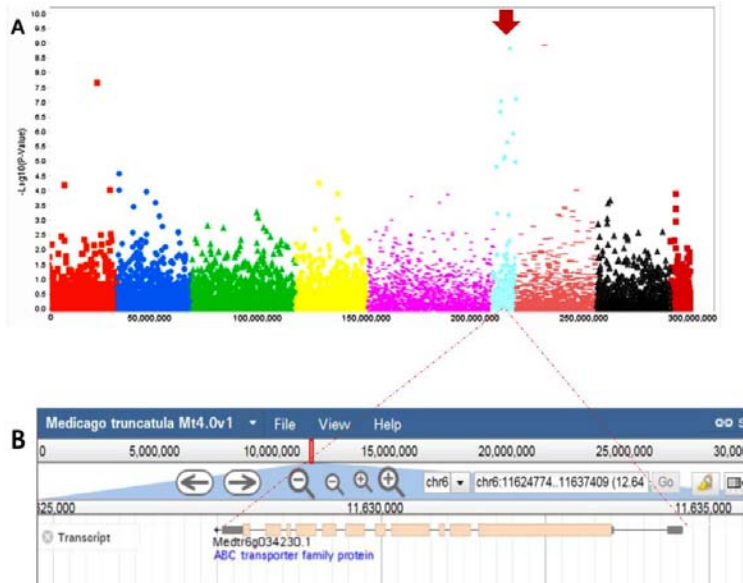 A
10.0
9.5
9.0
8.5
8.0
7.5
7.0
6.5
6.0
5.5
5.0
4.5
4.0
3.5
3.0
2.5
2.0
1.5
1.0
0.5
0.0
-Log10(P-Value)
0 50,000,000 100,000,000 150,000,000 200,000,000 250,000,000 300,000,000
B
Medicago truncatula Mt4.0v1 File View Help
0 5,000,000 10,000,000 15,000,000 20,000,000 25,000,000 30,00
chr6 chr6:11624774..11637409 (12.64 Go
625,000 11,630,000 11,635,000
Transcript
Medtr6g034230.1
ABC transporter family protein